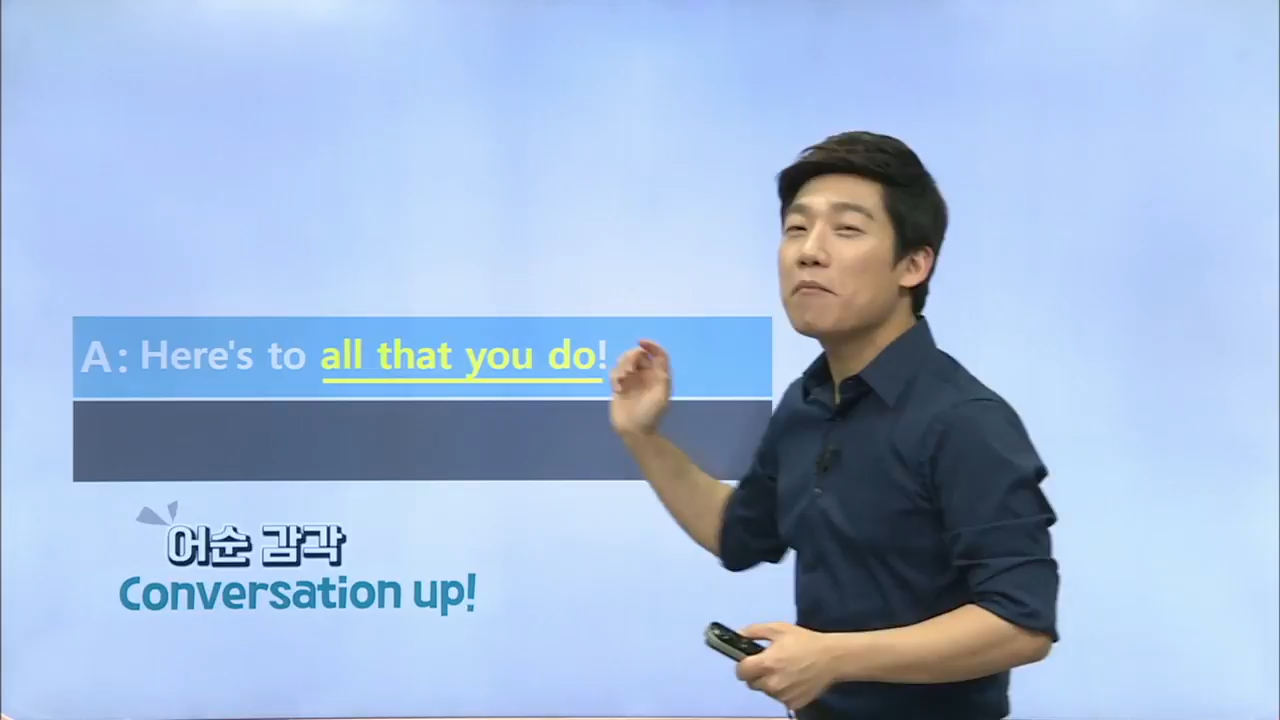 A: Here's to all that you do!
어순 감각
Conversation up!